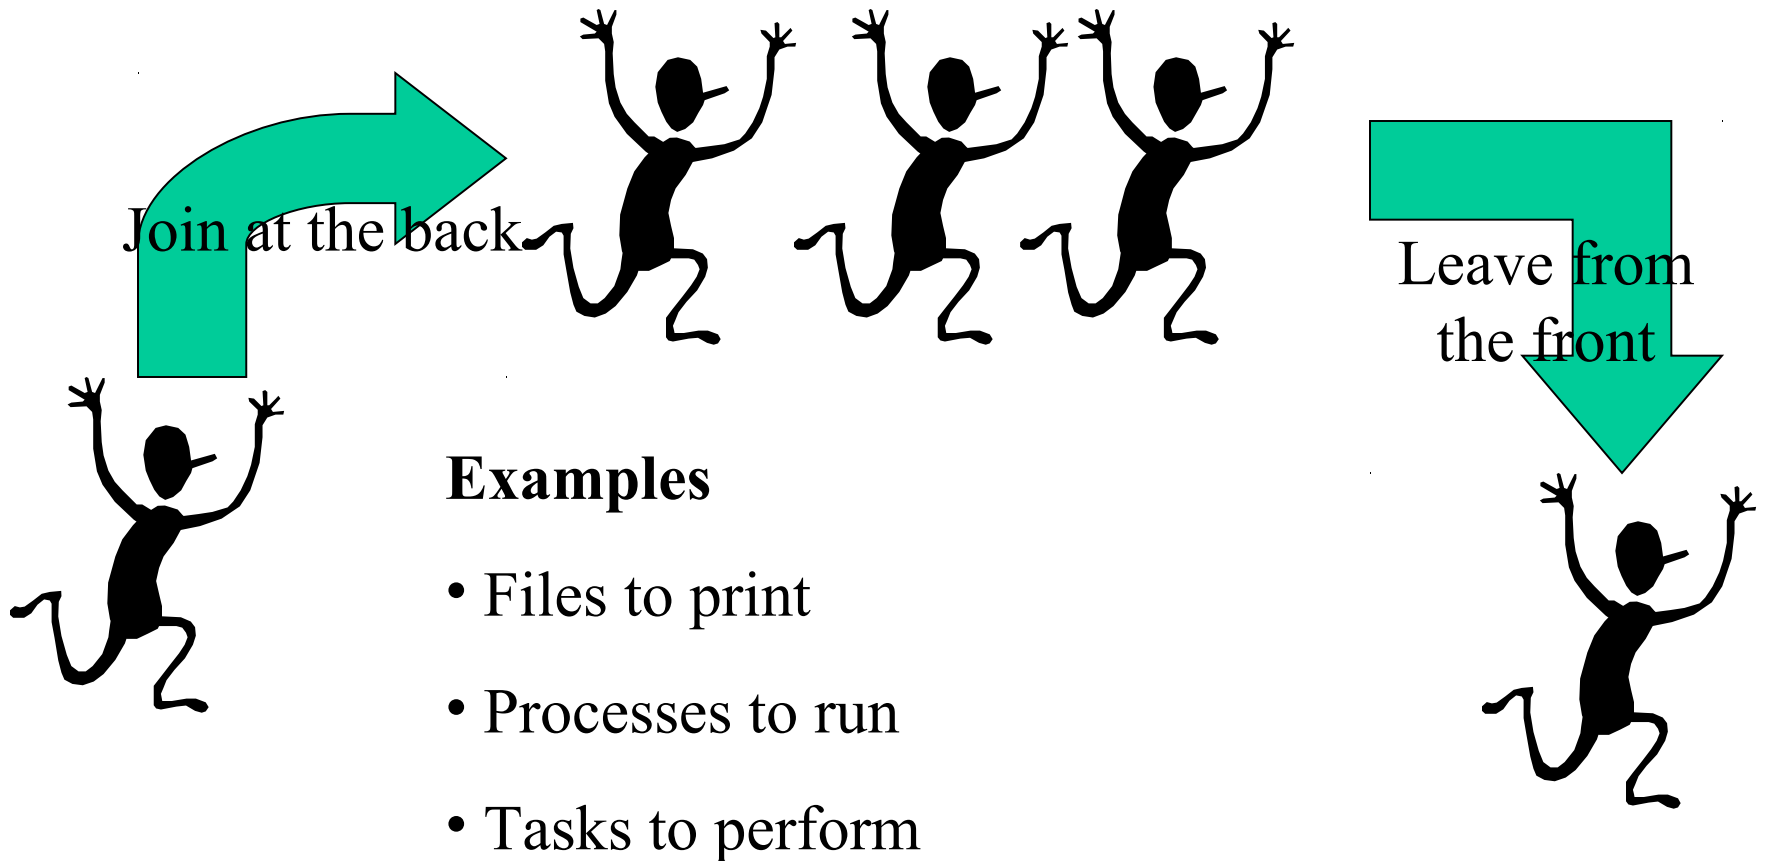 Join at the back
Leave from
the front
Examples
• Files to print
• Processes to run
• Tasks to perform